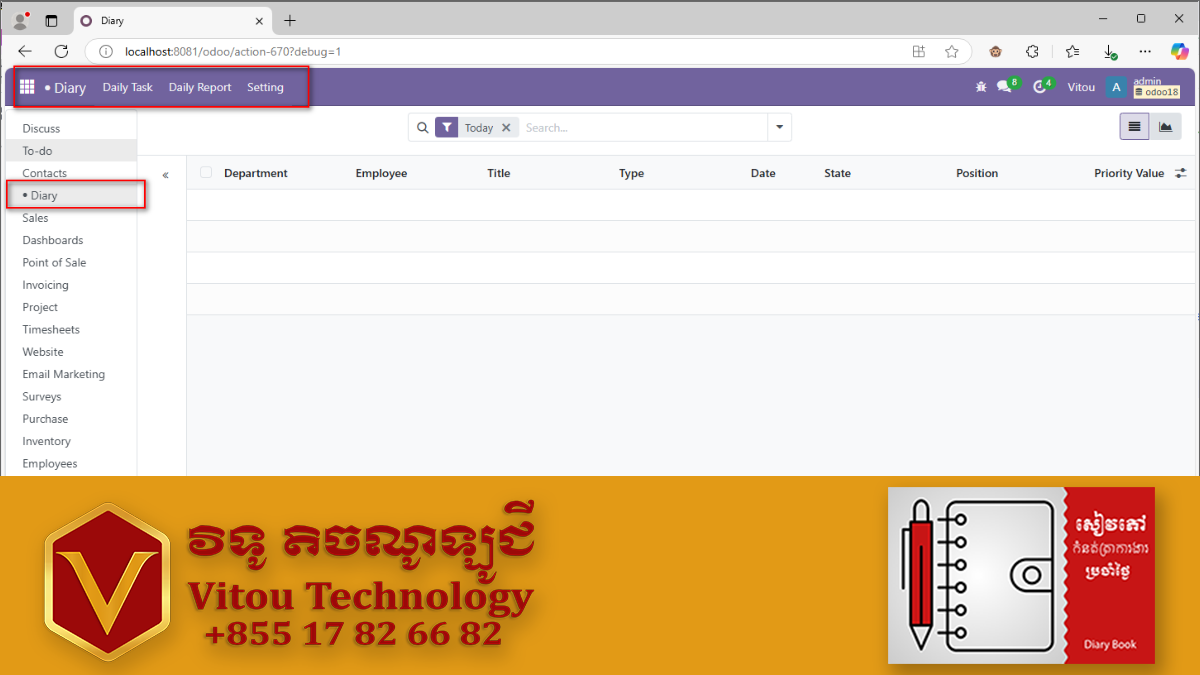 Diary
localhost:8081/odoo/action-670?debug=1
• Diary Daily Task Daily Report Setting
8 4 Vitou A admin
odoo18
Discuss
To-do
Contacts
• Diary
Sales
Dashboards
Point of Sale
Invoicing
Project
Timesheets
Website
Email Marketing
Surveys
Purchase
Inventory
Employees
Today Search...
Department Employee Title Type Date State Position Priority Value
វិទូ តិចណូឡូជី
Vitou Technology
+855 17 82 66 82
សៀវភៅ
កំនត់ត្រាការងារ
ប្រចាំថ្ងៃ
Diary Book